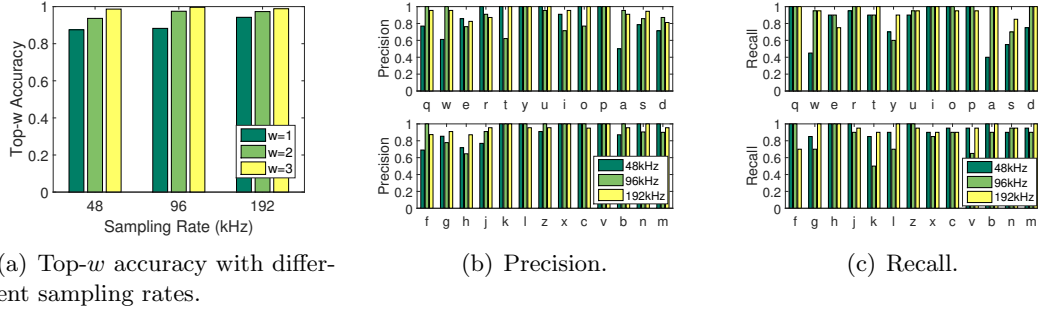 1
0.8
0.6
0.4
0.2
0
Top-w Accuracy
w=1
w=2
w=3
48 96 192
Sampling Rate (kHz)
(a) Top-w accuracy with differ-
ent sampling rates.
1
0.8
0.6
0.4
0.2
0
Precision
q w e r t y u i o p a s d
1
0.8
0.6
0.4
0.2
0
Precision
48kHz
96kHz
192kHz
f g h j k l z x c v b n m
(b) Precision.
1
0.8
0.6
0.4
0.2
0
Recall
q w e r t y u i o p a s d
1
0.8
0.6
0.4
0.2
0
Recall
48kHz
96kHz
192kHz
f g h j k l z x c v b n m
(c) Recall.